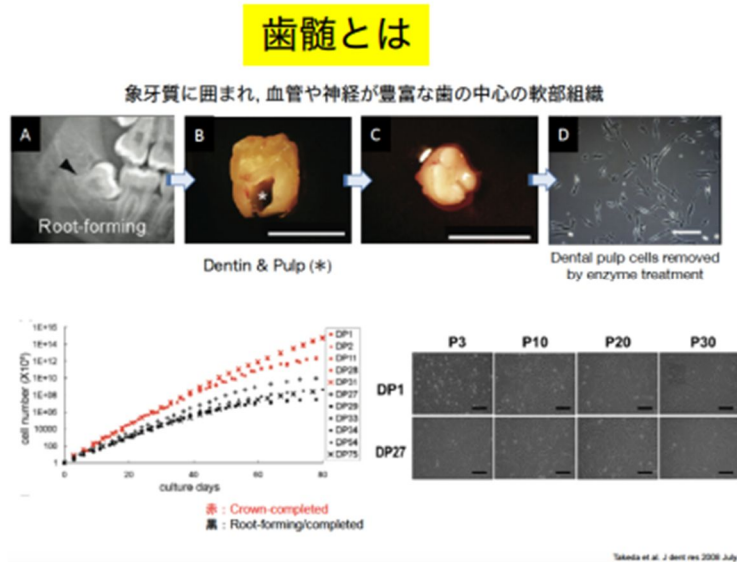 歯髄とは
象牙質に囲まれ, 血管や神経が豊富な歯の中心の軟部組織
A
B
C
D
Root-forming
*
Dentin & Pulp (*)
Dental pulp cells removed
by enzyme treatment
cell number (X10⁵)
1E+16
1E+14
1E+12
1E+10
1E+08
1E+06
10000
100
1
0
20
40
60
80
culture days
DP1
DP2
DP11
DP28
DP31
DP27
DP29
DP33
DP34
DP54
DP75
赤 : Crown-completed
黒 : Root-forming/completed
P3 P10 P20 P30
DP1
DP27
Takeda et al. J dent res 2008 July